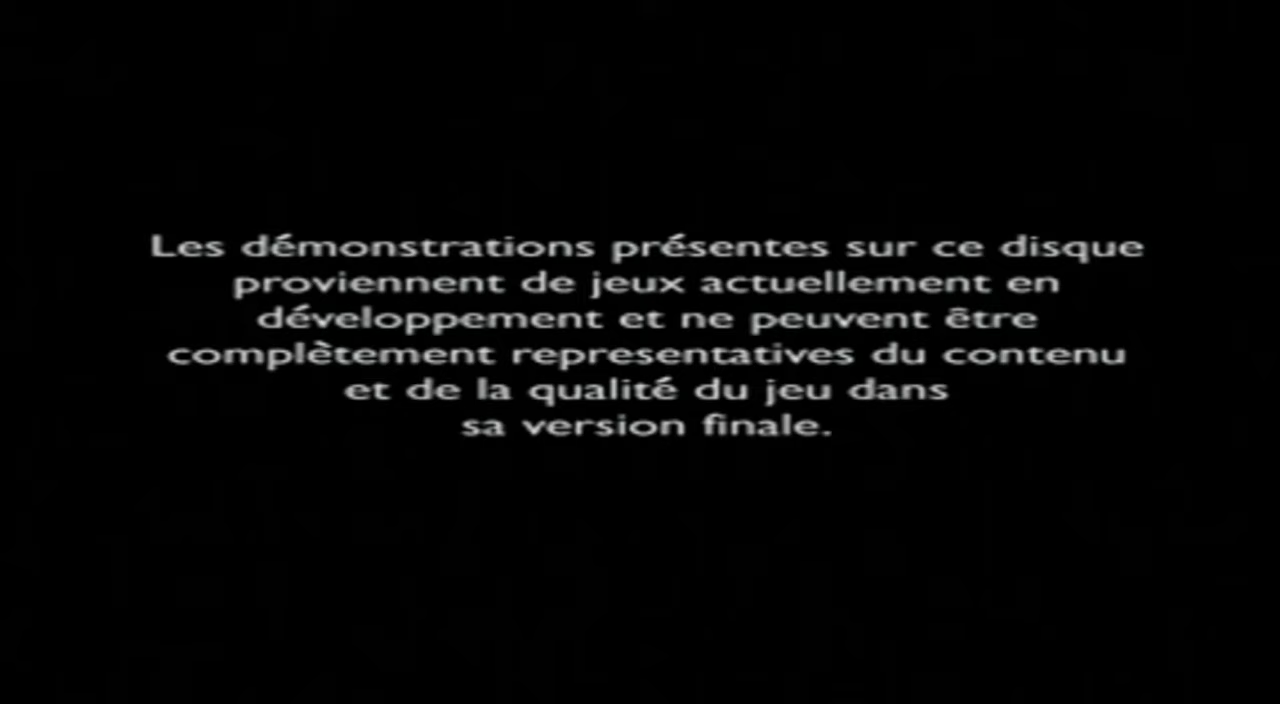 Les démonstrations présentes sur ce disque
proviennent de jeux actuellement en
développement et ne peuvent être
complètement representatives du contenu
et de la qualité du jeu dans
sa version finale.